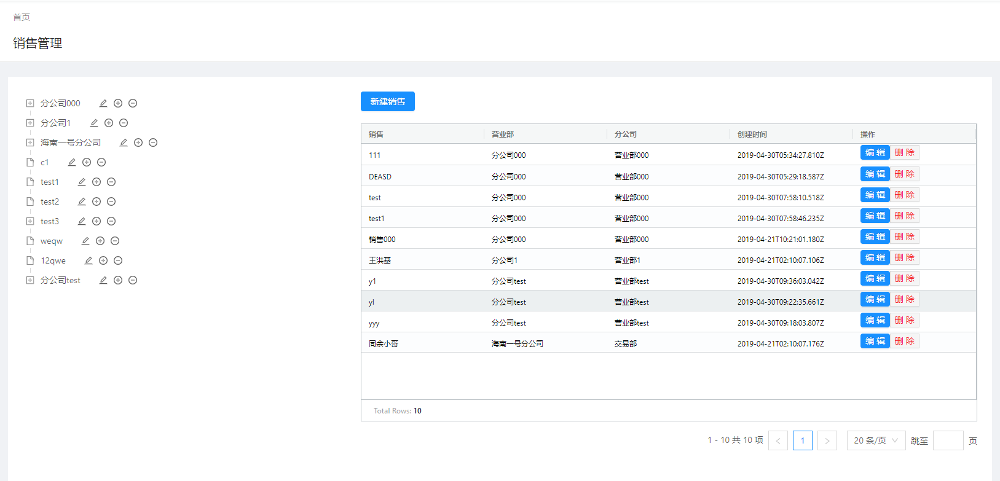 首页
销售管理
分公司000
分公司1
海南一号分公司
c1
test1
test2
test3
weqw
12qwe
分公司test
新建销售
销售 营业部 分公司 创建时间 操作
111 分公司000 营业部000 2019-04-30T05:34:27.810Z 编 辑 删 除
DEASD 分公司000 营业部000 2019-04-30T05:29:18.587Z 编 辑 删 除
test 分公司000 营业部000 2019-04-30T07:58:10.518Z 编 辑 删 除
test1 分公司000 营业部000 2019-04-30T07:58:46.235Z 编 辑 删 除
销售000 分公司000 营业部000 2019-04-21T10:21:01.180Z 编 辑 删 除
王洪基 分公司1 营业部1 2019-04-21T02:10:07.106Z 编 辑 删 除
y1 分公司test 营业部test 2019-04-30T09:36:03.042Z 编 辑 删 除
yl 分公司test 营业部test 2019-04-30T09:22:35.661Z 编 辑 删 除
yyy 分公司test 营业部test 2019-04-30T09:18:03.807Z 编 辑 删 除
同余小哥 海南一号分公司 交易部 2019-04-21T02:10:07.176Z 编 辑 删 除
Total Rows: 10
1 - 10 共 10 项 < 1 > 20 条/页 跳至 页